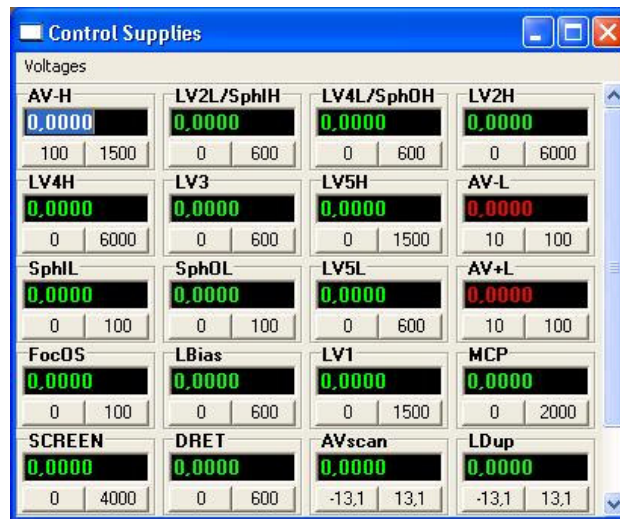 Control Supplies
Voltages
AV-H LV2L/SphIH LV4L/SphOH LV2H
0,0000 0,0000 0,0000 0,0000
100 1500 0 600 0 600 0 6000
LV4H LV3 LV5H AV-L
0,0000 0,0000 0,0000 0,0000
0 6000 0 600 0 1500 10 100
SphIL SphOL LV5L AV+L
0,0000 0,0000 0,0000 0,0000
0 100 0 100 0 600 10 100
FocOS LBias LV1 MCP
0,0000 0,0000 0,0000 0,0000
0 100 0 600 0 1500 0 2000
SCREEN DRET AVscan LDup
0,0000 0,0000 0,0000 0,0000
0 4000 0 600 -13,1 13,1 -13,1 13,1